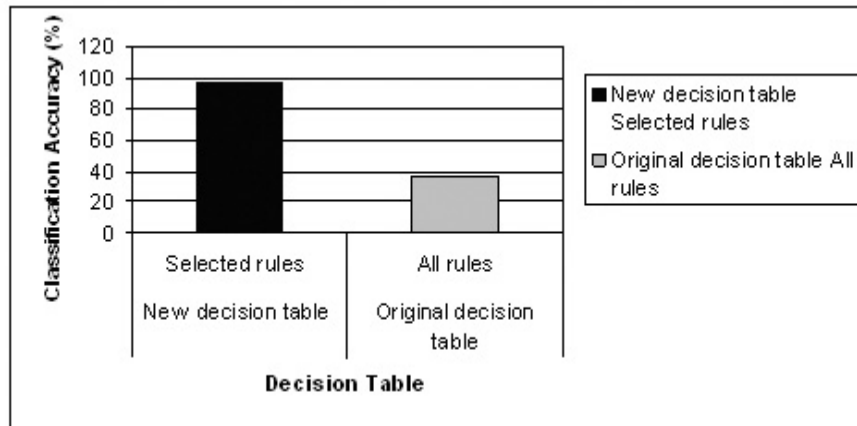 Classification Accuracy (%)
120
100
80
60
40
20
0
Selected rules
All rules
New decision table
Original decision
table
Decision Table
New decision table
Selected rules
Original decision table All
rules